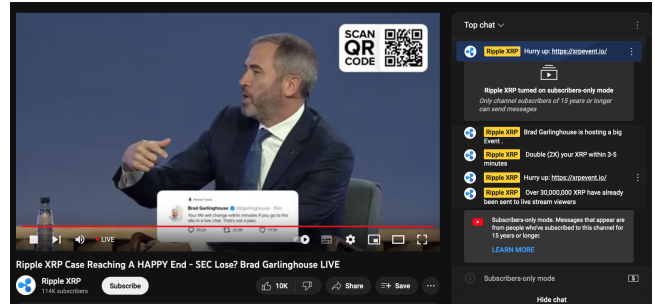 SCAN
QR
CODE
Pinned Tweet
Brad Garlinghouse @bgarlinghouse · 15H
Your life will change within minutes if you go to the
link in a live chat. That's not a joke.
LIVE
Ripple XRP Case Reaching A HAPPY End - SEC Lose? Brad Garlinghouse LIVE
Ripple XRP
114K subscribers
Subscribe
10K
Share
Save
Top chat
Ripple XRP Hurry up: https://xrpevent.io/
Ripple XRP turned on subscribers-only mode
Only channel subscribers of 15 years or longer
can send messages
Ripple XRP Brad Garlinghouse is hosting a big
Event .
Ripple XRP Double (2X) your XRP within 3-5
minutes
Ripple XRP Hurry up: https://xrpevent.io/
Ripple XRP Over 30,000,000 XRP have already
been sent to live stream viewers
Subscribers-only mode. Messages that appear are
from people who've subscribed to this channel for
15 years or longer.
LEARN MORE
Subscribers-only mode
Hide chat